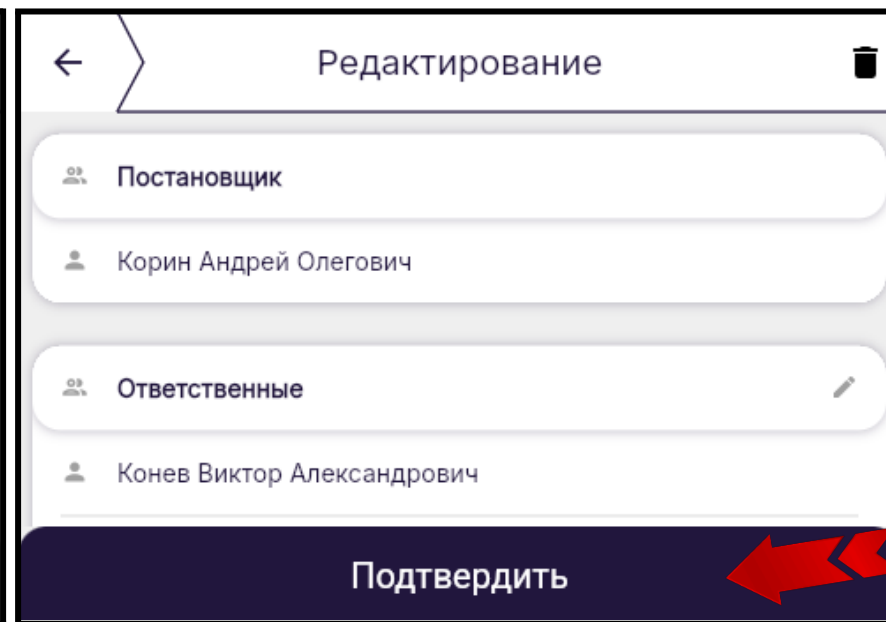 Редактирование
Постановщик
Корин Андрей Олегович
Ответственные
Конев Виктор Александрович
Подтвердить